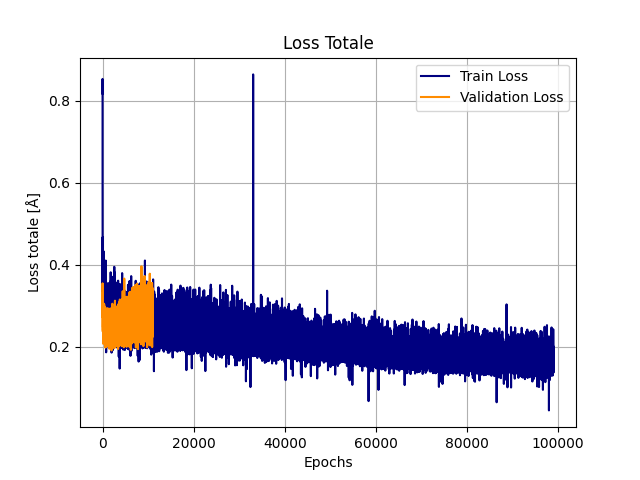 Loss Totale
Train Loss
Validation Loss
Loss totale [Å]
0.8
0.6
0.4
0.2
0 20000 40000 60000 80000 100000
Epochs